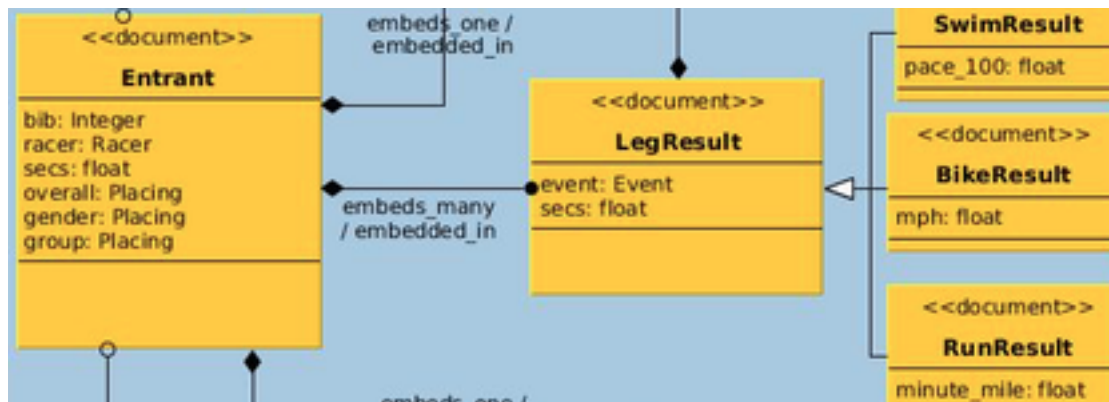 <<document>>
Entrant
bib: Integer
racer: Racer
secs: float
overall: Placing
gender: Placing
group: Placing
embeds_one /
embedded_in
embeds_many
/ embedded_in
embeds_one /
<<document>>
LegResult
event: Event
secs: float
SwimResult
pace_100: float
<<document>>
BikeResult
mph: float
<<document>>
RunResult
minute_mile: float